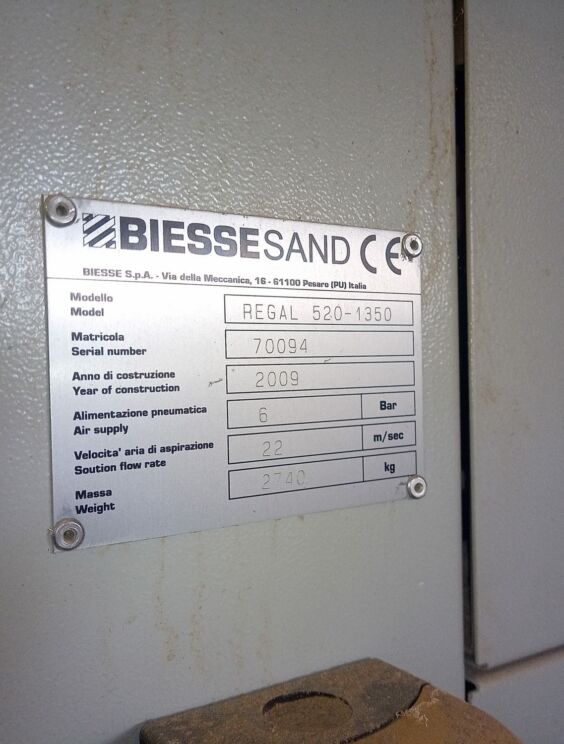 BIESSESAND CE
BIESSE S.p.A. - Via della Meccanica, 16 - 61100 Pesaro (PU) Italia
Modello
Model
REGAL 520-1350
Matricola
Serial number
70094
Anno di costruzione
Year of construction
2009
Alimentazione pneumatica
Air supply
6 Bar
Velocita' aria di aspirazione
Soution flow rate
22 m/sec
Massa
Weight
2740 kg